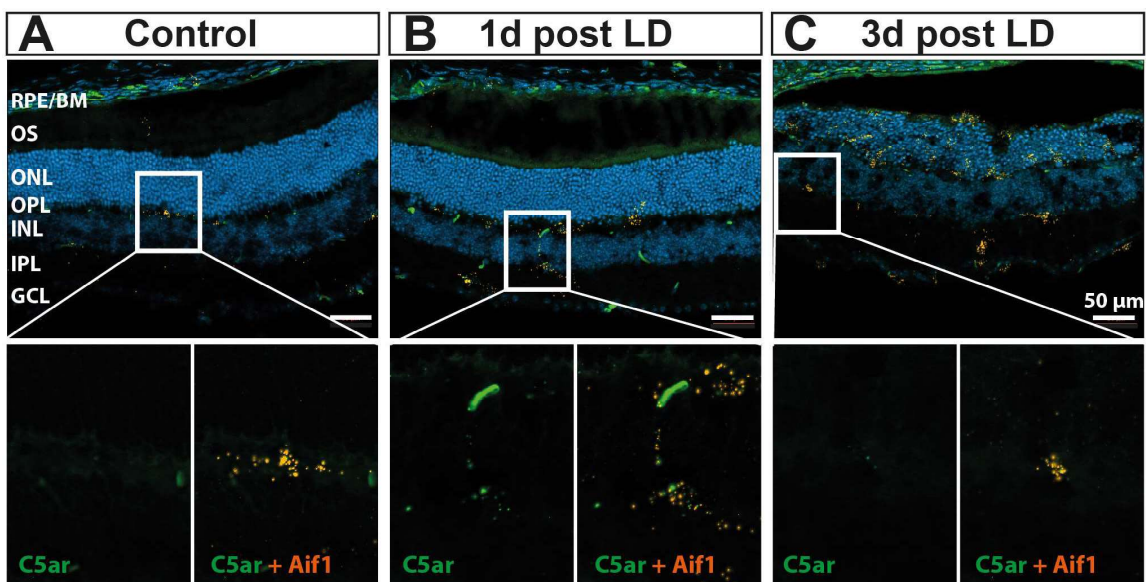 A Control
B 1d post LD
C 3d post LD
RPE/BM
OS
ONL
OPL
INL
IPL
GCL
50 µm
C5ar
C5ar + Aif1
C5ar
C5ar + Aif1
C5ar
C5ar + Aif1